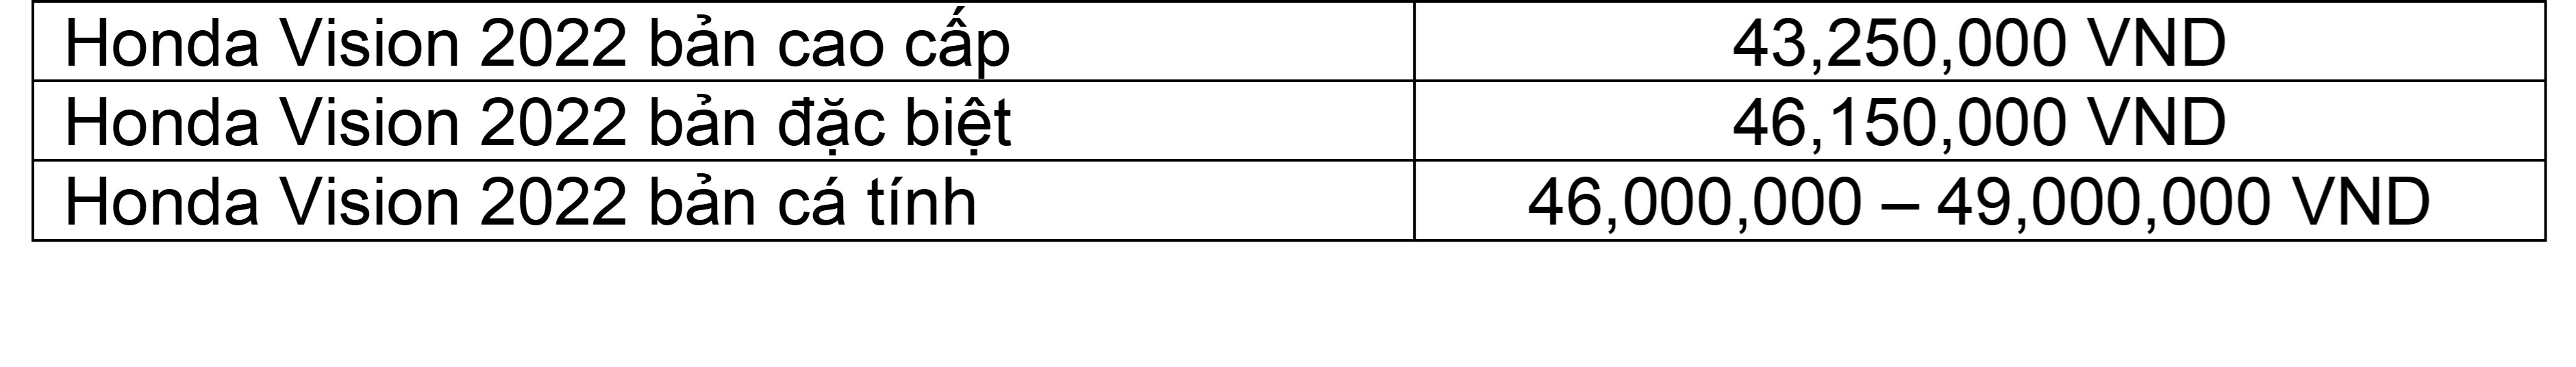 Honda Vision 2022 bản cao cấp 43,250,000 VND
Honda Vision 2022 bản đặc biệt 46,150,000 VND
Honda Vision 2022 bản cá tính 46,000,000 – 49,000,000 VND